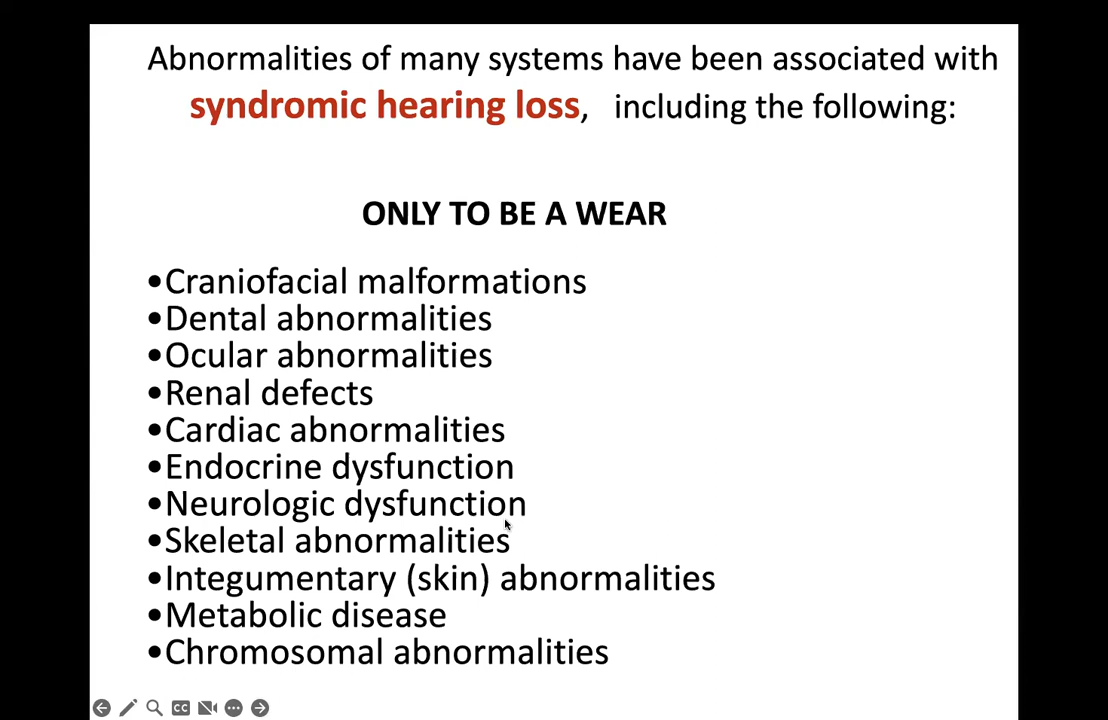 Abnormalities of many systems have been associated with
syndromic hearing loss, including the following:
ONLY TO BE A WEAR
•Craniofacial malformations
•Dental abnormalities
•Ocular abnormalities
•Renal defects
•Cardiac abnormalities
•Endocrine dysfunction
•Neurologic dysfunction
•Skeletal abnormalities
•Integumentary (skin) abnormalities
•Metabolic disease
•Chromosomal abnormalities
CC